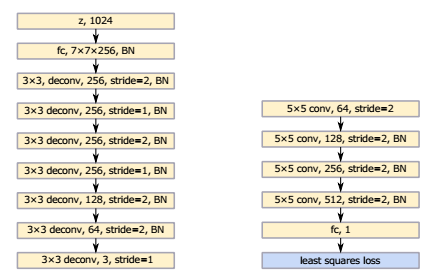 z, 1024
fc, 7×7×256, BN
3×3, deconv, 256, stride=2, BN
3×3 deconv, 256, stride=1, BN
3×3 deconv, 256, stride=2, BN
3×3 deconv, 256, stride=1, BN
3×3 deconv, 128, stride=2, BN
3×3 deconv, 64, stride=2, BN
3×3 deconv, 3, stride=1
5×5 conv, 64, stride=2
5×5 conv, 128, stride=2, BN
5×5 conv, 256, stride=2, BN
5×5 conv, 512, stride=2, BN
fc, 1
least squares loss